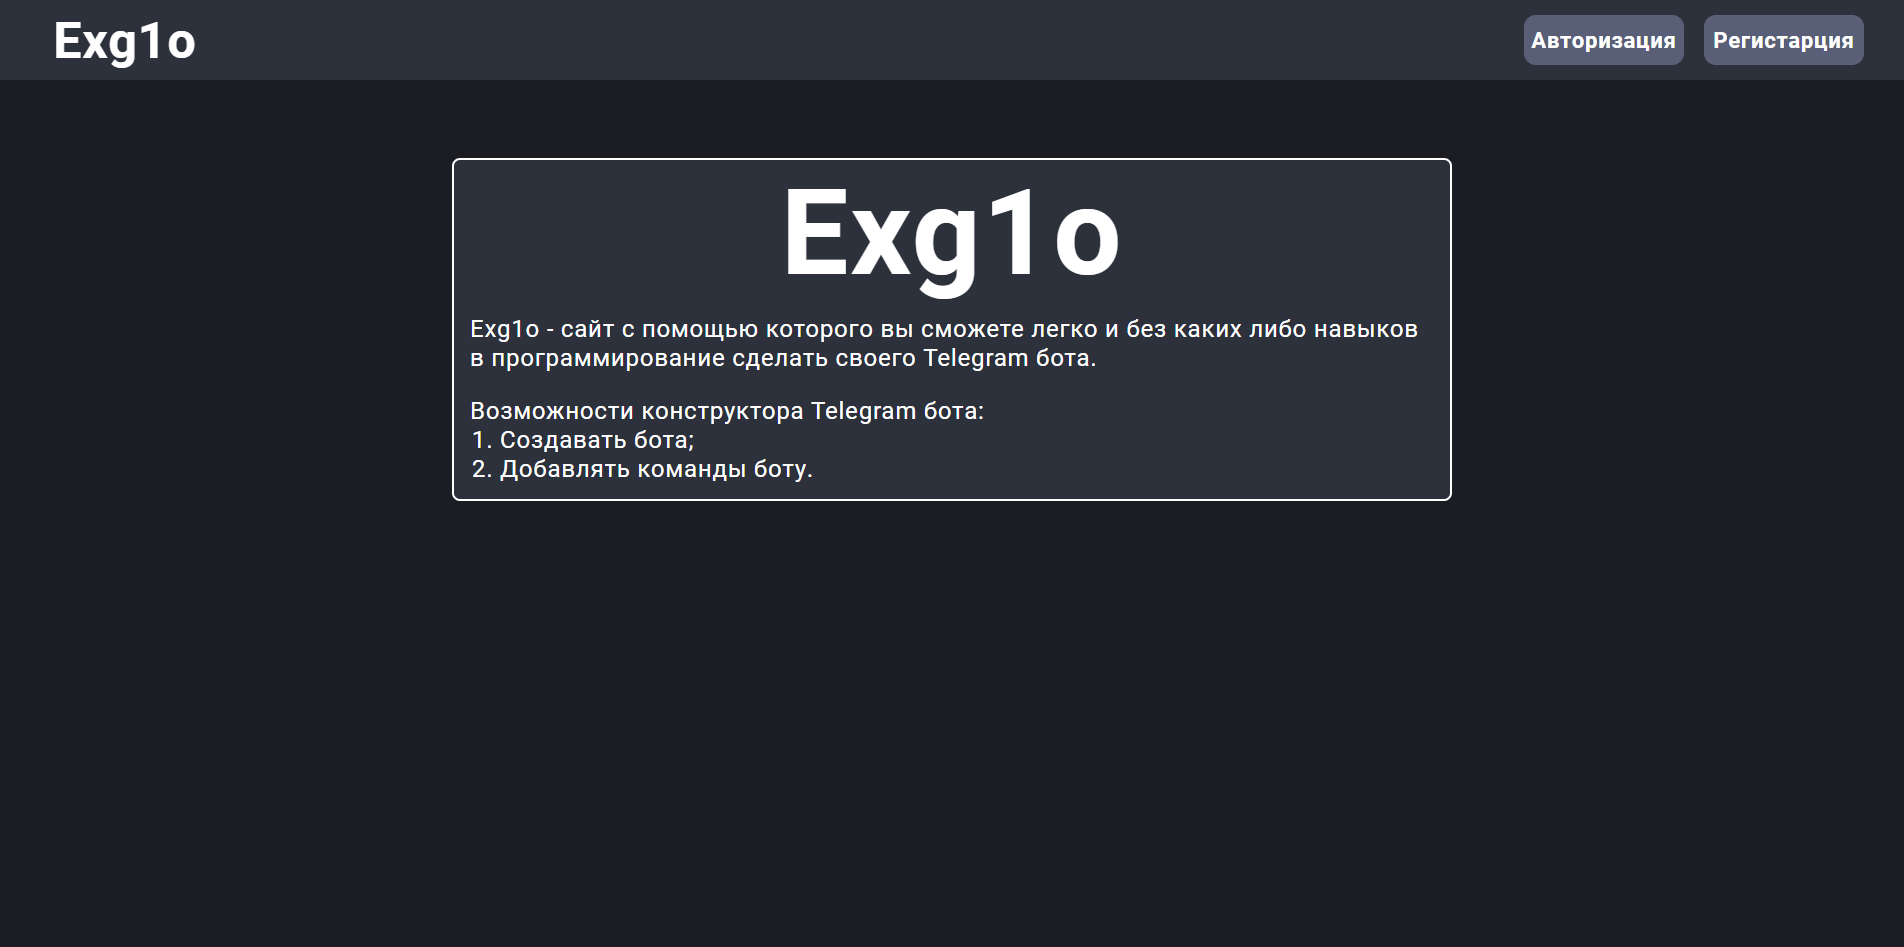 Exg1o
Авторизация
Регистарция
Exg1o
Exg1o - сайт с помощью которого вы сможете легко и без каких либо навыков
в программирование сделать своего Telegram бота.
Возможности конструктора Telegram бота:
1. Создавать бота;
2. Добавлять команды боту.